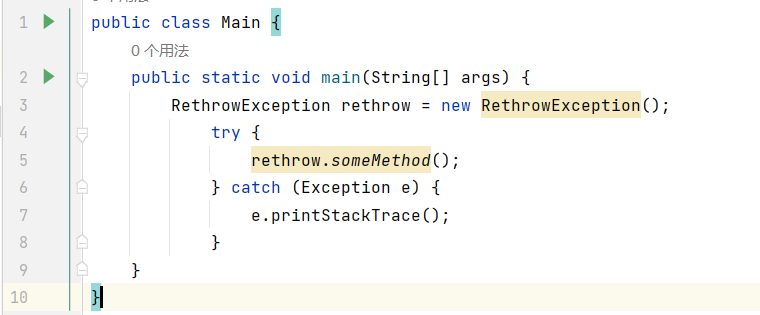 1 public class Main {
0 个用法
2 public static void main(String[] args) {
3 RethrowException rethrow = new RethrowException();
4 try {
5 rethrow.someMethod();
6 } catch (Exception e) {
7 e.printStackTrace();
8 }
9 }
10 }